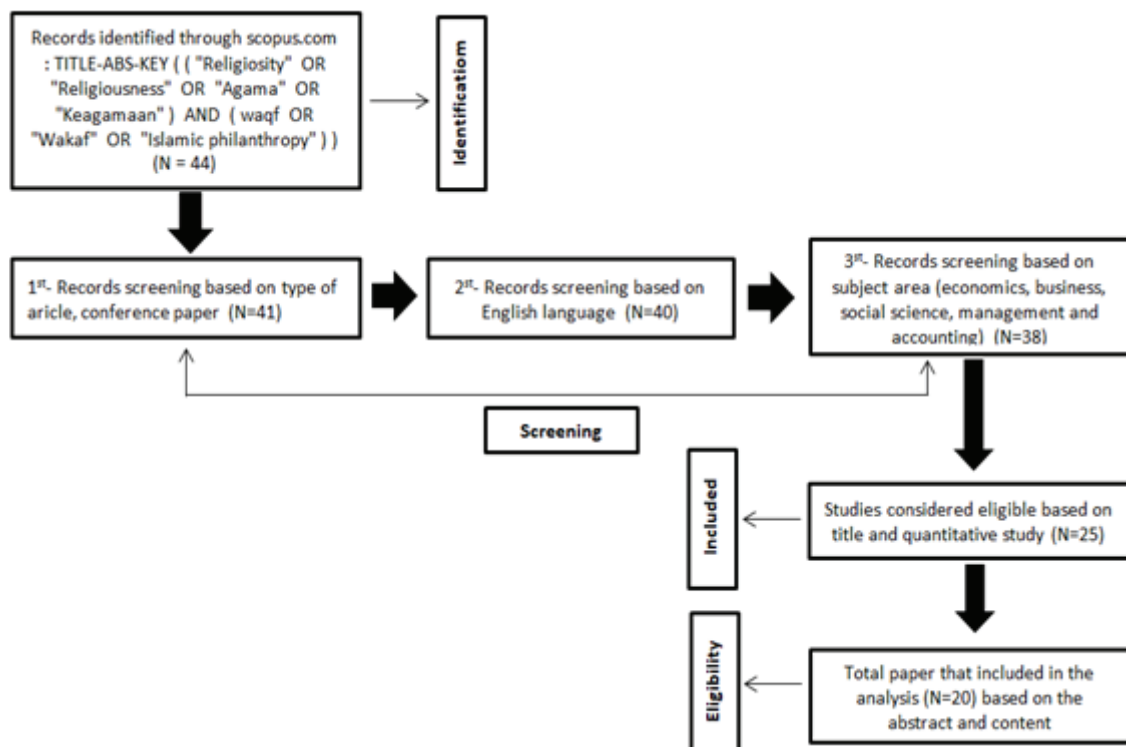 Records identified through scopus.com
: TITLE-ABS-KEY ( ( "Religiosity" OR
"Religiousness" OR "Agama" OR
"Keagamaan" ) AND ( waqf OR
"Wakaf" OR "Islamic philanthropy" ) )
(N = 44)
Identification
1st- Records screening based on type of
aricle, conference paper (N=41)
2st- Records screening based on
English language (N=40)
3st- Records screening based on
subject area (economics, business,
social science, management and
accounting) (N=38)
Screening
Included
Studies considered eligible based on
title and quantitative study (N=25)
Eligibility
Total paper that included in the
analysis (N=20) based on the
abstract and content